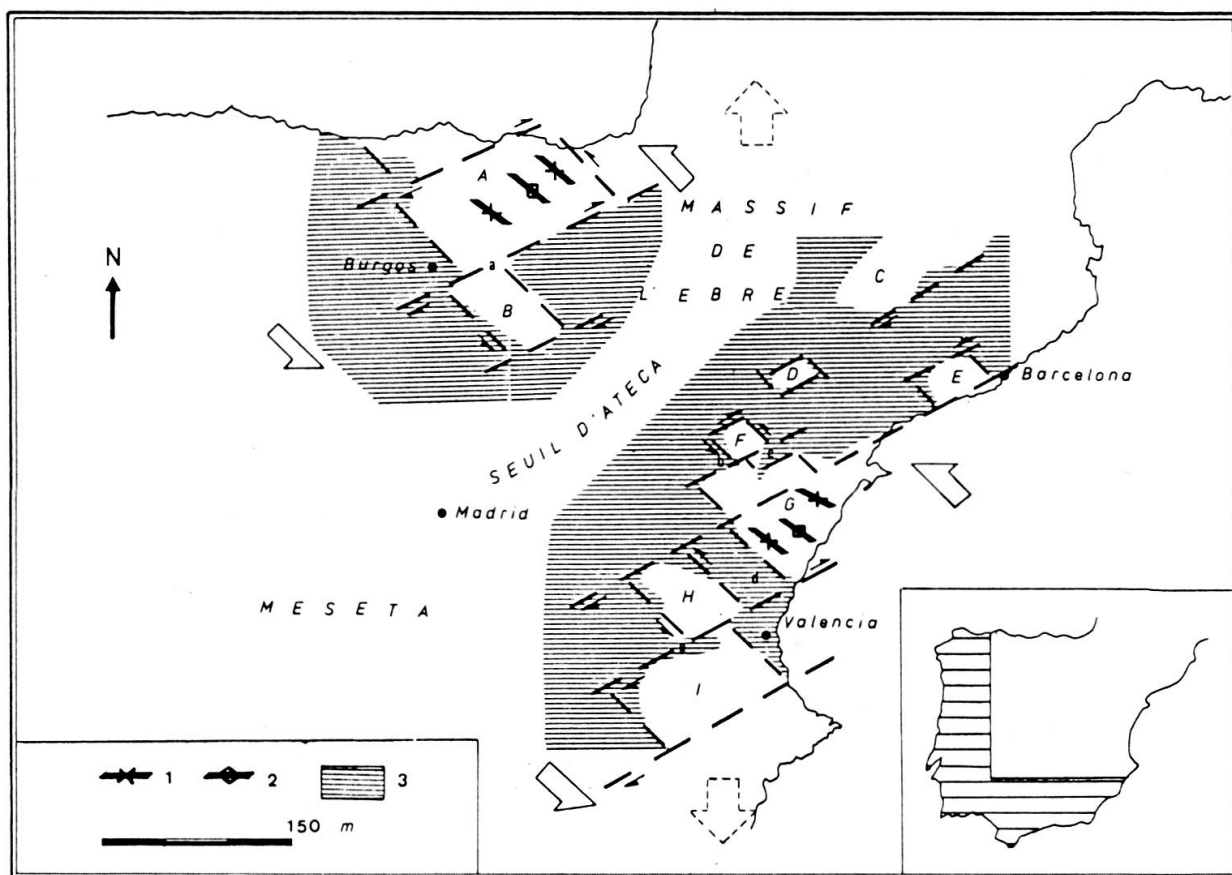 A
MASSIF
DE
L'EBRE
N
Burgos
a
B
C
D
E
Barcelona
SEUIL D'ATECA
F
b
c
G
Madrid
d
H
MESETA
Valencia
I
1
2
3
150 m